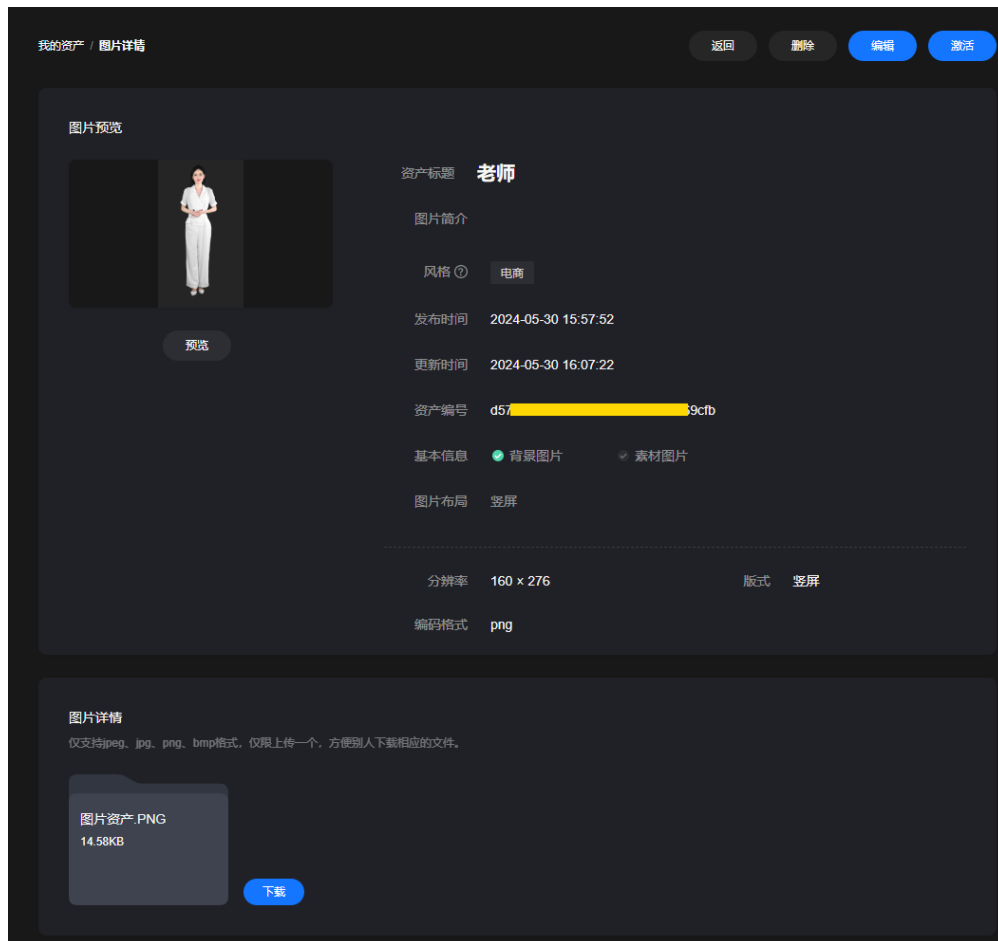 我的资产 / 图片详情
返回 删除 编辑 激活
图片预览
资产标题 老师
图片简介
风格 ? 电商
发布时间 2024-05-30 15:57:52
预览
更新时间 2024-05-30 16:07:22
资产编号 d57 69cfb
基本信息 背景图片 素材图片
图片布局 竖屏
分辨率 160 × 276 版式 竖屏
编码格式 png
图片详情
仅支持jpeg、jpg、png、bmp格式，仅限上传一个，方便别人下载相应的文件。
图片资产.PNG
14.58KB
下载